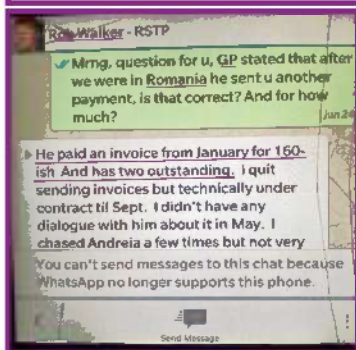 Rob Walker - RSTP
Mrng, question for u, GP stated that after
we were in Romania he sent u another
payment, is that correct? And for how
much?
Jun 24
He paid an invoice from January for 160-
ish And has two outstanding. I quit
sending invoices but technically under
contract til Sept. I didn't have any
dialogue with him about it in May. I
chased Andreia a few times but not very
You can't send messages to this chat because
WhatsApp no longer supports this phone.
Send Message